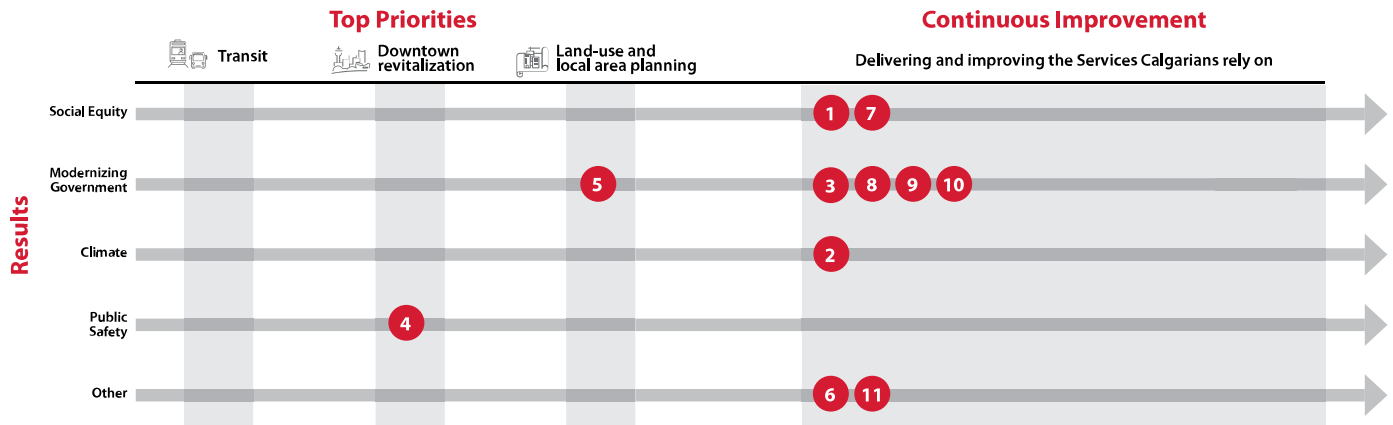 Top Priorities
Continuous Improvement
Transit
Downtown
revitalization
Land-use and
local area planning
Delivering and improving the Services Calgarians rely on
Results
Social Equity
1 7
Modernizing
Government
5 3 8 9 10
Climate
2
Public
Safety
4
Other
6 11